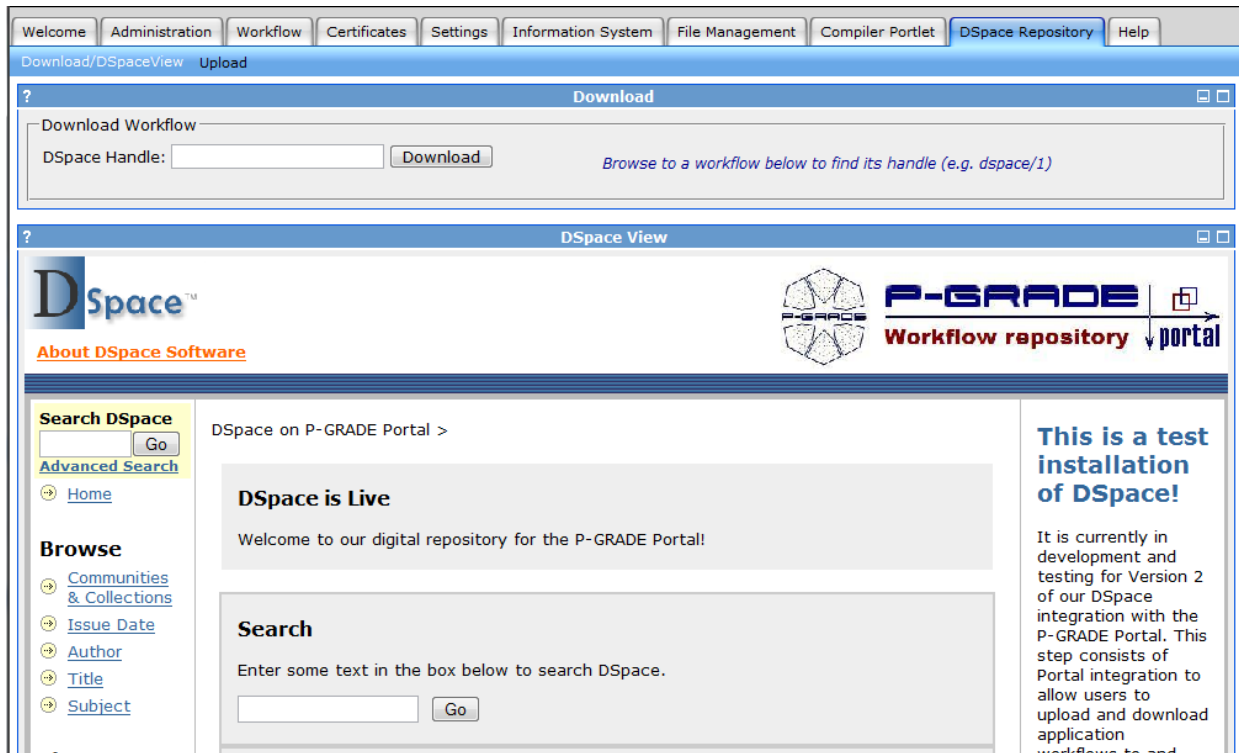 Welcome Administration Workflow Certificates Settings Information System File Management Compiler Portlet DSpace Repository Help
Download/DSpaceView Upload
? Download
Download Workflow
DSpace Handle: Download Browse to a workflow below to find its handle (e.g. dspace/1)
? DSpace View
DSpace™
About DSpace Software
P-GRADE
P-GRADE
Workflow repository portal
Search DSpace
Go
Advanced Search
Home
Browse
Communities
& Collections
Issue Date
Author
Title
Subject
DSpace on P-GRADE Portal >
DSpace is Live
Welcome to our digital repository for the P-GRADE Portal!
Search
Enter some text in the box below to search DSpace.
Go
This is a test
installation
of DSpace!
It is currently in
development and
testing for Version 2
of our DSpace
integration with the
P-GRADE Portal. This
step consists of
Portal integration to
allow users to
upload and download
application
workflows to and